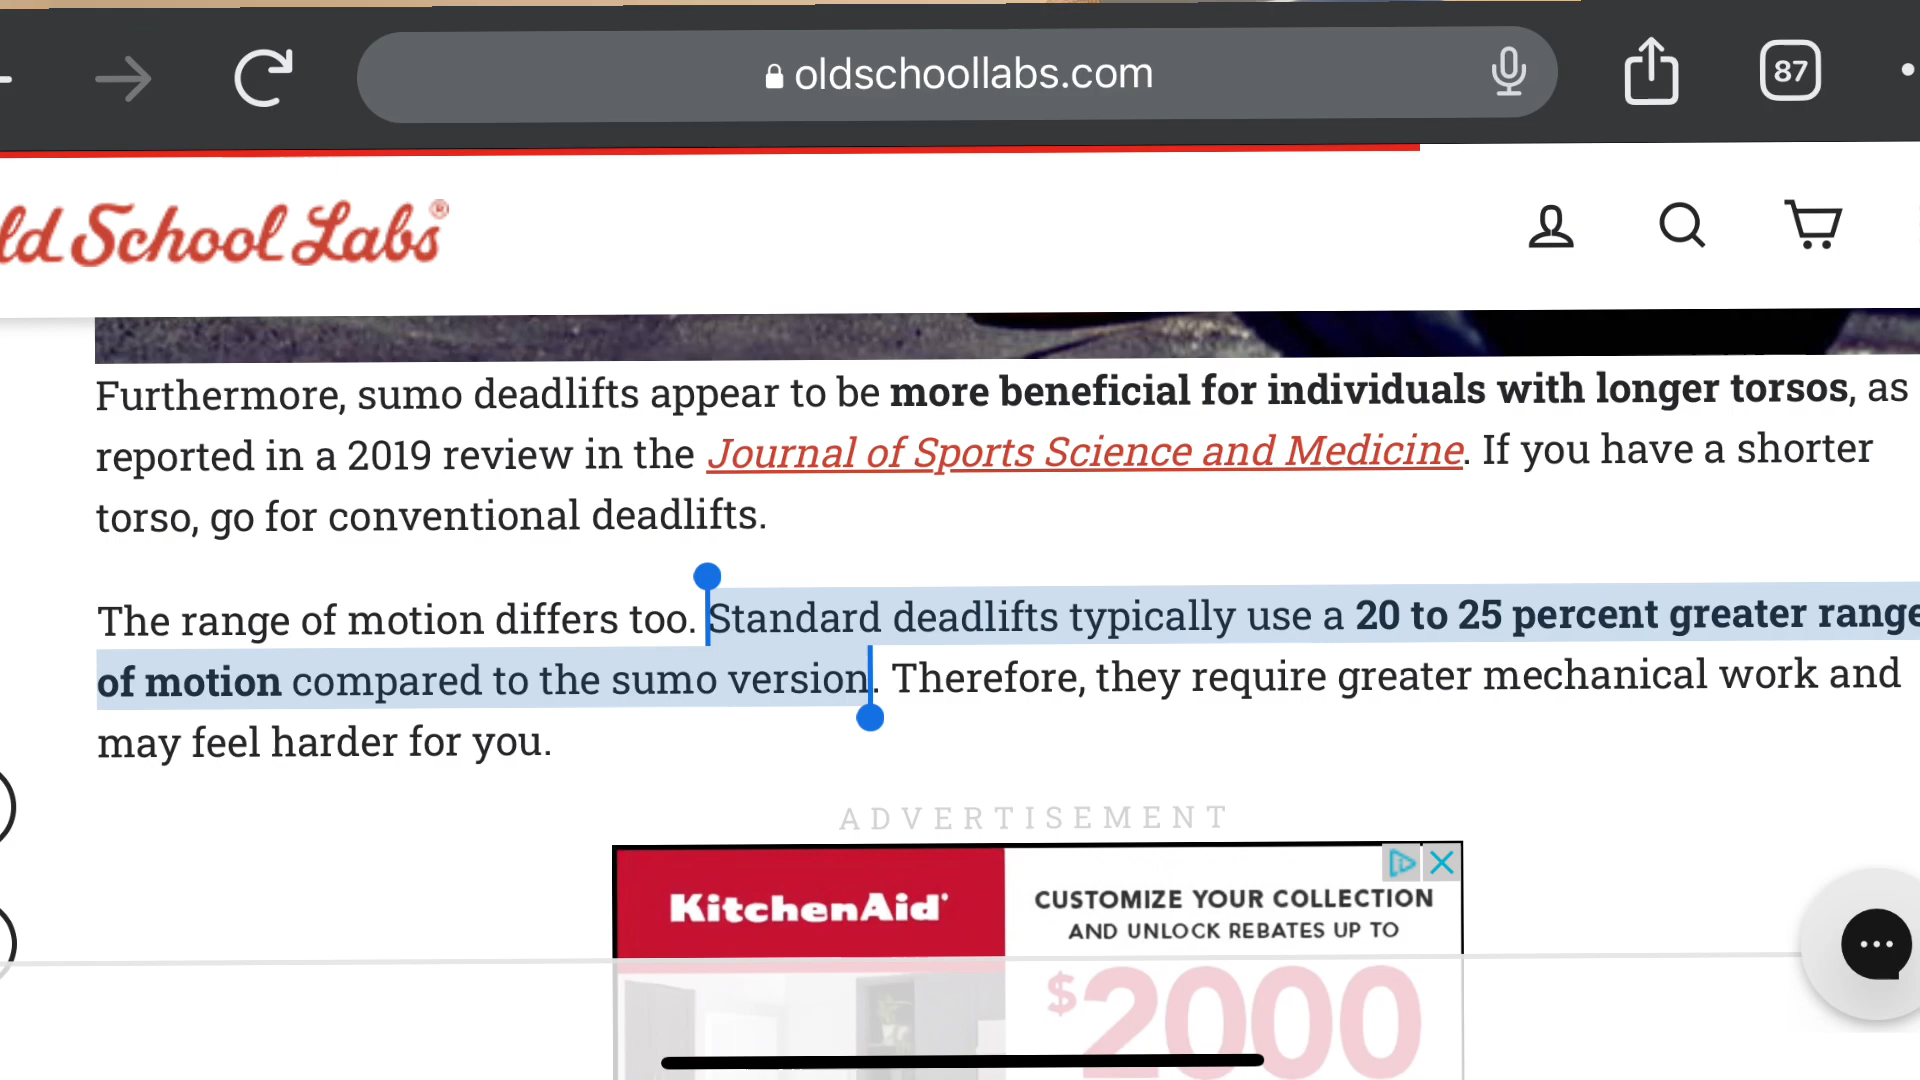 oldschoollabs.com
87
ld School Labs®
Furthermore, sumo deadlifts appear to be more beneficial for individuals with longer torsos, as
reported in a 2019 review in the Journal of Sports Science and Medicine. If you have a shorter
torso, go for conventional deadlifts.
The range of motion differs too. Standard deadlifts typically use a 20 to 25 percent greater range
of motion compared to the sumo version. Therefore, they require greater mechanical work and
may feel harder for you.
ADVERTISEMENT
KitchenAid®
CUSTOMIZE YOUR COLLECTION
AND UNLOCK REBATES UP TO
$2000